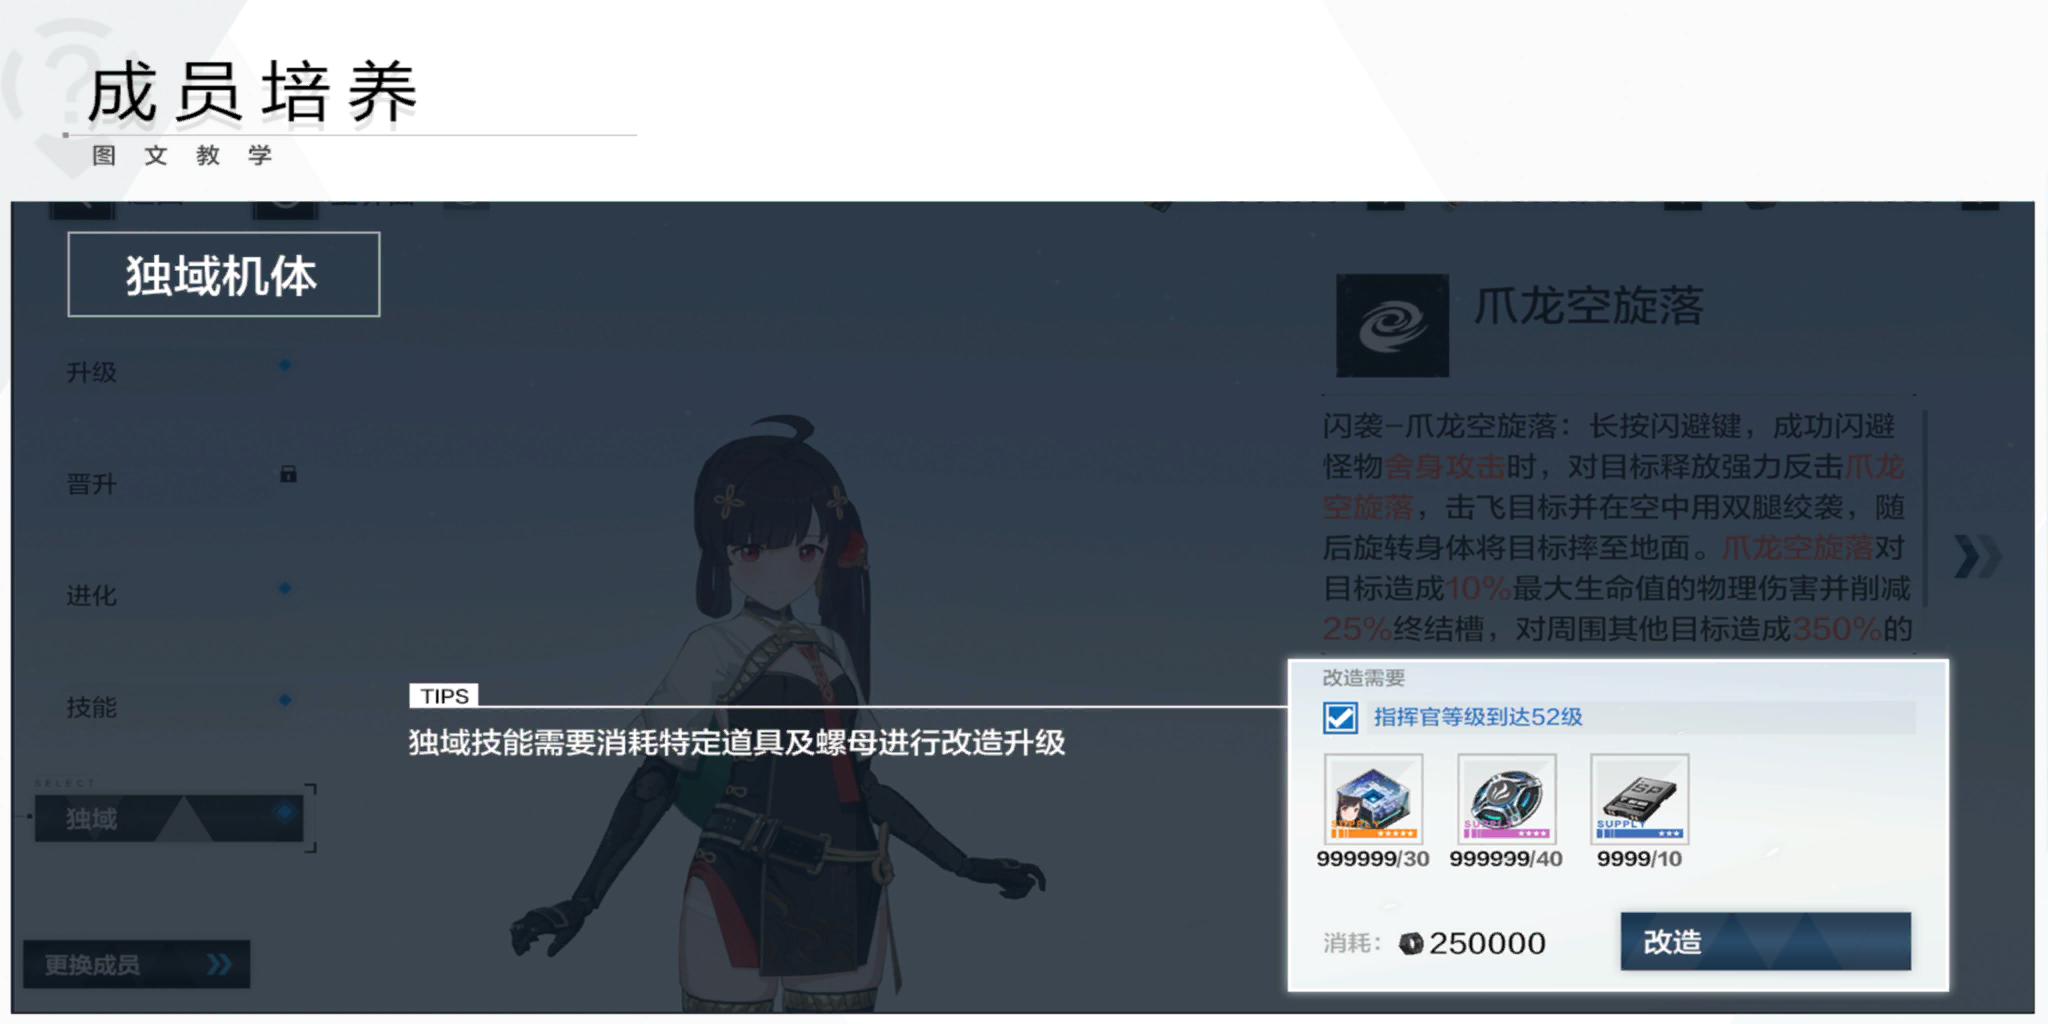 成员培养
图文教学
独域机体
升级
晋升
进化
技能
SELECT
独域
更换成员
爪龙空旋落
闪袭-爪龙空旋落：长按闪避键，成功闪避
怪物舍身攻击时，对目标释放强力反击爪龙
空旋落，击飞目标并在空中用双腿绞袭，随
后旋转身体将目标摔至地面。爪龙空旋落对
目标造成10%最大生命值的物理伤害并削减
25%终结槽，对周围其他目标造成350%的
TIPS
独域技能需要消耗特定道具及螺母进行改造升级
改造需要
指挥官等级到达52级
SUPPLY
SUPPLY
SP
SUPPLY
999999/30
999999/40
9999/10
消耗：
250000
改造